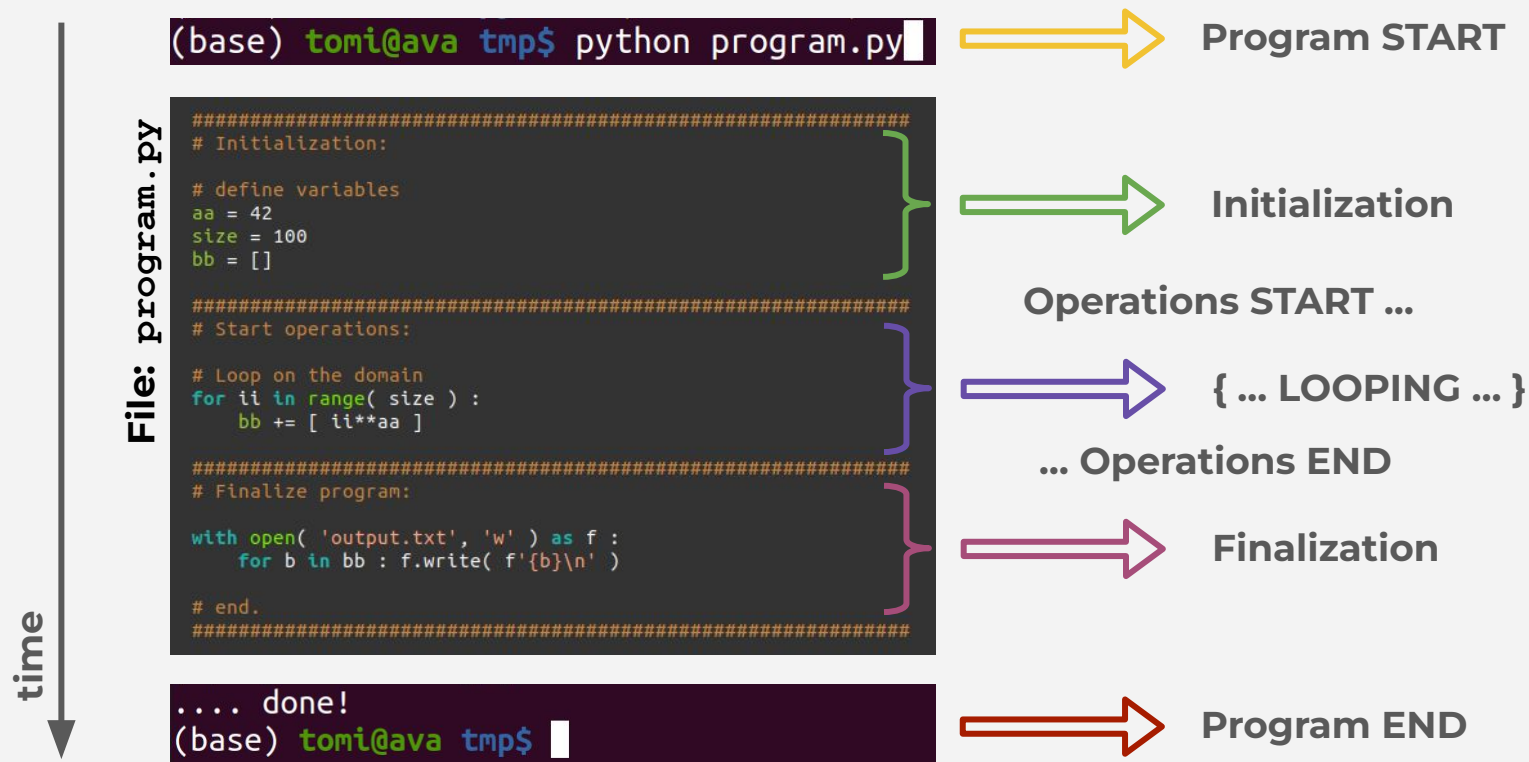 (base) tomi@ava tmp$ python program.py
Program START
File: program.py
##############################################################
# Initialization:
# define variables
aa = 42
size = 100
bb = []
Initialization
Operations START ...
##############################################################
# Start operations:
# Loop on the domain
for ii in range( size ) :
    bb += [ ii**aa ]
{ ... LOOPING ... }
... Operations END
##############################################################
# Finalize program:
with open( 'output.txt', 'w' ) as f :
    for b in bb : f.write( f'{b}\n' )
# end.
##############################################################
Finalization
time
.... done!
(base) tomi@ava tmp$
Program END